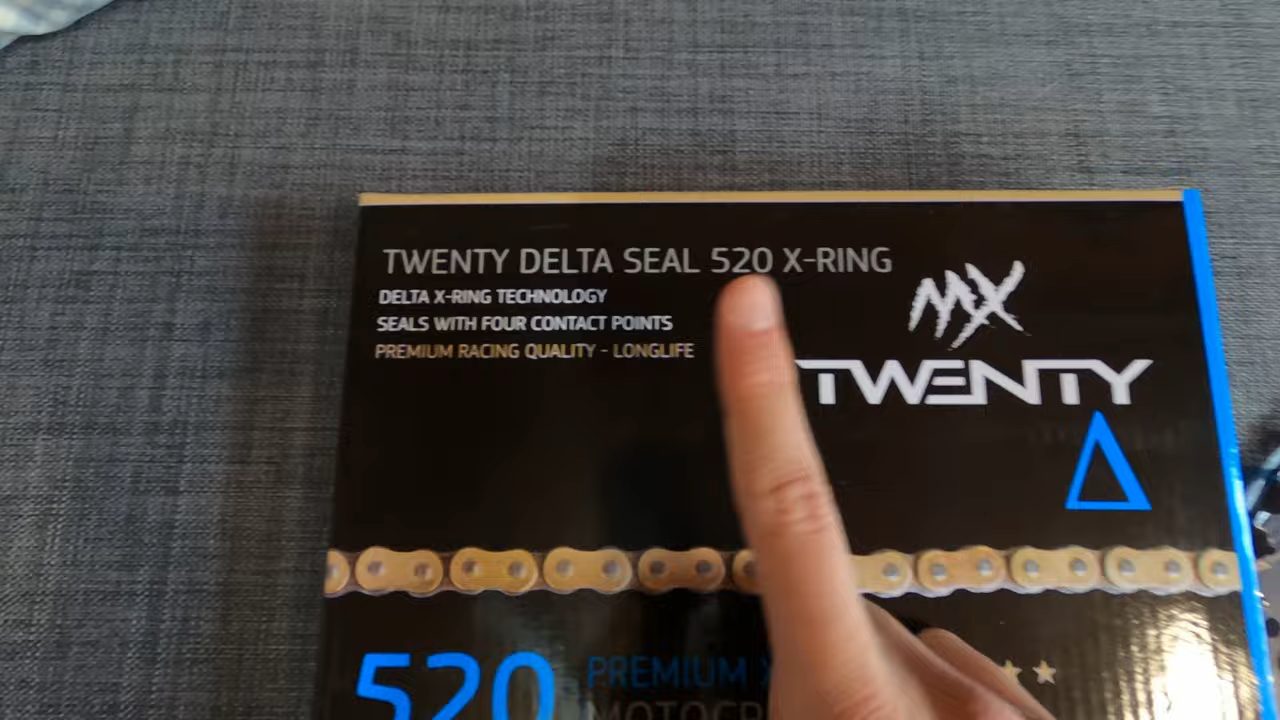 TWENTY DELTA SEAL 520 X-RING
DELTA X-RING TECHNOLOGY
SEALS WITH FOUR CONTACT POINTS
PREMIUM RACING QUALITY - LONGLIFE
MX
TWENTY
520
PREMIUM